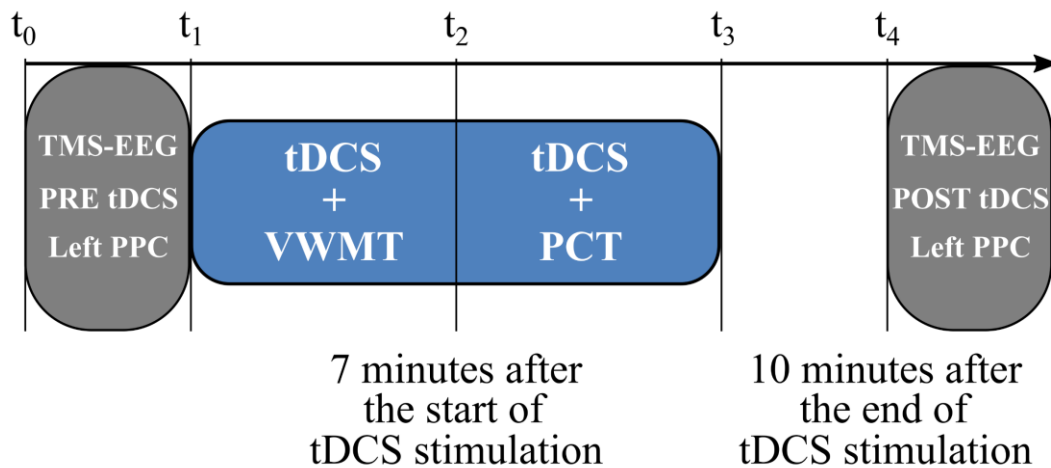 t0 t1 t2 t3 t4
TMS-EEG
PRE tDCS
Left PPC
tDCS
+
VWMT
tDCS
+
PCT
TMS-EEG
POST tDCS
Left PPC
7 minutes after
the start of
tDCS stimulation
10 minutes after
the end of
tDCS stimulation